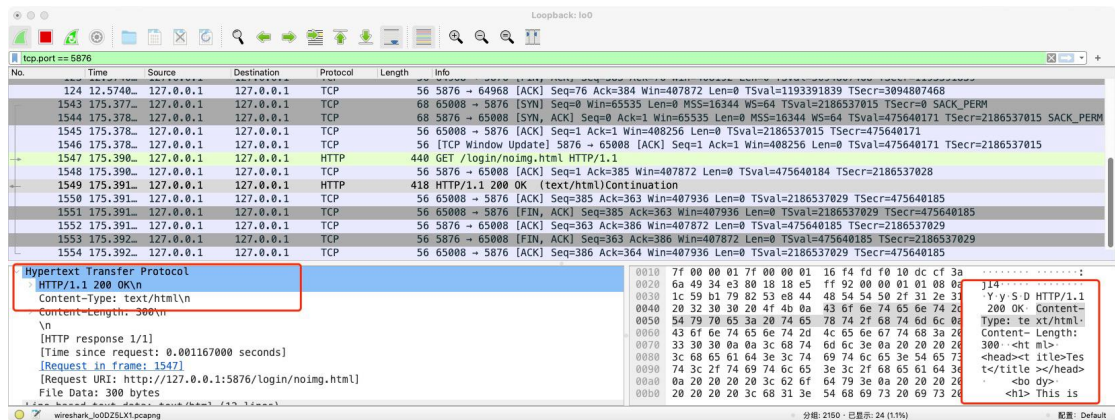 Loopback: lo0
tcp.port == 5876
No. Time Source Destination Protocol Length Info
124 12.5740… 127.0.0.1 127.0.0.1 TCP 56 5876 → 64968 [ACK] Seq=76 Ack=384 Win=407872 Len=0 TSval=1193391839 TSecr=3094807468
1543 175.377… 127.0.0.1 127.0.0.1 TCP 68 65008 → 5876 [SYN] Seq=0 Win=65535 Len=0 MSS=16344 WS=64 TSval=2186537015 TSecr=0 SACK_PERM
1544 175.378… 127.0.0.1 127.0.0.1 TCP 68 5876 → 65008 [SYN, ACK] Seq=0 Ack=1 Win=65535 Len=0 MSS=16344 WS=64 TSval=475640171 TSecr=2186537015 SACK_PERM
1545 175.378… 127.0.0.1 127.0.0.1 TCP 56 65008 → 5876 [ACK] Seq=1 Ack=1 Win=408256 Len=0 TSval=2186537015 TSecr=475640171
1546 175.378… 127.0.0.1 127.0.0.1 TCP 56 [TCP Window Update] 5876 → 65008 [ACK] Seq=1 Ack=1 Win=408256 Len=0 TSval=475640171 TSecr=2186537015
1547 175.390… 127.0.0.1 127.0.0.1 HTTP 440 GET /login/noimg.html HTTP/1.1
1548 175.390… 127.0.0.1 127.0.0.1 TCP 56 5876 → 65008 [ACK] Seq=1 Ack=385 Win=407872 Len=0 TSval=475640184 TSecr=2186537028
1549 175.391… 127.0.0.1 127.0.0.1 HTTP 418 HTTP/1.1 200 OK (text/html)Continuation
1550 175.391… 127.0.0.1 127.0.0.1 TCP 56 65008 → 5876 [ACK] Seq=385 Ack=363 Win=407936 Len=0 TSval=2186537029 TSecr=475640185
1551 175.391… 127.0.0.1 127.0.0.1 TCP 56 65008 → 5876 [FIN, ACK] Seq=385 Ack=363 Win=407936 Len=0 TSval=2186537029 TSecr=475640185
1552 175.391… 127.0.0.1 127.0.0.1 TCP 56 5876 → 65008 [ACK] Seq=363 Ack=386 Win=407872 Len=0 TSval=475640185 TSecr=2186537029
1553 175.392… 127.0.0.1 127.0.0.1 TCP 56 5876 → 65008 [FIN, ACK] Seq=363 Ack=386 Win=407872 Len=0 TSval=475640185 TSecr=2186537029
1554 175.392… 127.0.0.1 127.0.0.1 TCP 56 65008 → 5876 [ACK] Seq=386 Ack=364 Win=407936 Len=0 TSval=2186537029 TSecr=475640185
Hypertext Transfer Protocol
HTTP/1.1 200 OK\n
Content-Type: text/html\n
Content-Length: 300\n
\n
[HTTP response 1/1]
[Time since request: 0.001167000 seconds]
[Request in frame: 1547]
[Request URI: http://127.0.0.1:5876/login/noimg.html]
File Data: 300 bytes
0010 7f 00 00 01 7f 00 00 01 16 f4 fd f0 10 dc cf 3a ········ ·······:
0020 6a 49 34 e3 80 18 18 e5 ff 92 00 00 01 01 08 0a
0030 1c 59 b1 79 82 53 e8 44 48 54 54 50 2f 31 2e 31 ·Y·y·S·D HTTP/1.1
0040 20 32 30 30 20 4f 4b 0a 43 6f 6e 74 65 6e 74 2d 200 OK· Content-
0050 54 79 70 65 3a 20 74 65 78 74 2f 68 74 6d 6c 0a Type: te xt/html·
0060 43 6f 6e 74 65 6e 74 2d 4c 65 6e 67 74 68 3a 20 Content- Length:
0070 33 30 30 0a 0a 3c 68 74 6d 6c 3e 0a 20 20 20 20 300··<ht ml>·
0080 3c 68 65 61 64 3e 3c 74 69 74 6c 65 3e 54 65 73 <head><t itle>Tes
0090 74 3c 2f 74 69 74 6c 65 3e 3c 2f 68 65 61 64 3e t</title ></head>
00a0 0a 20 20 20 20 3c 62 6f 64 79 3e 0a 20 20 20 20 · <bo dy>·
00b0 20 20 20 20 3c 68 31 3e 54 68 69 73 20 69 73 20 <h1> This is
wireshark_lo0DZ5LX1.pcapng
分组: 2150 · 已显示: 24 (1.1%)
配置: Default